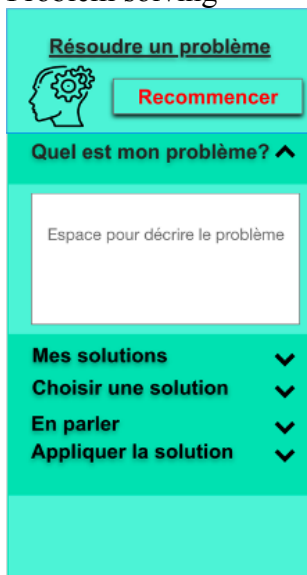 Problem solving
Résoudre un problème
Recommencer
Quel est mon problème?
Espace pour décrire le problème
Mes solutions
Choisir une solution
En parler
Appliquer la solution